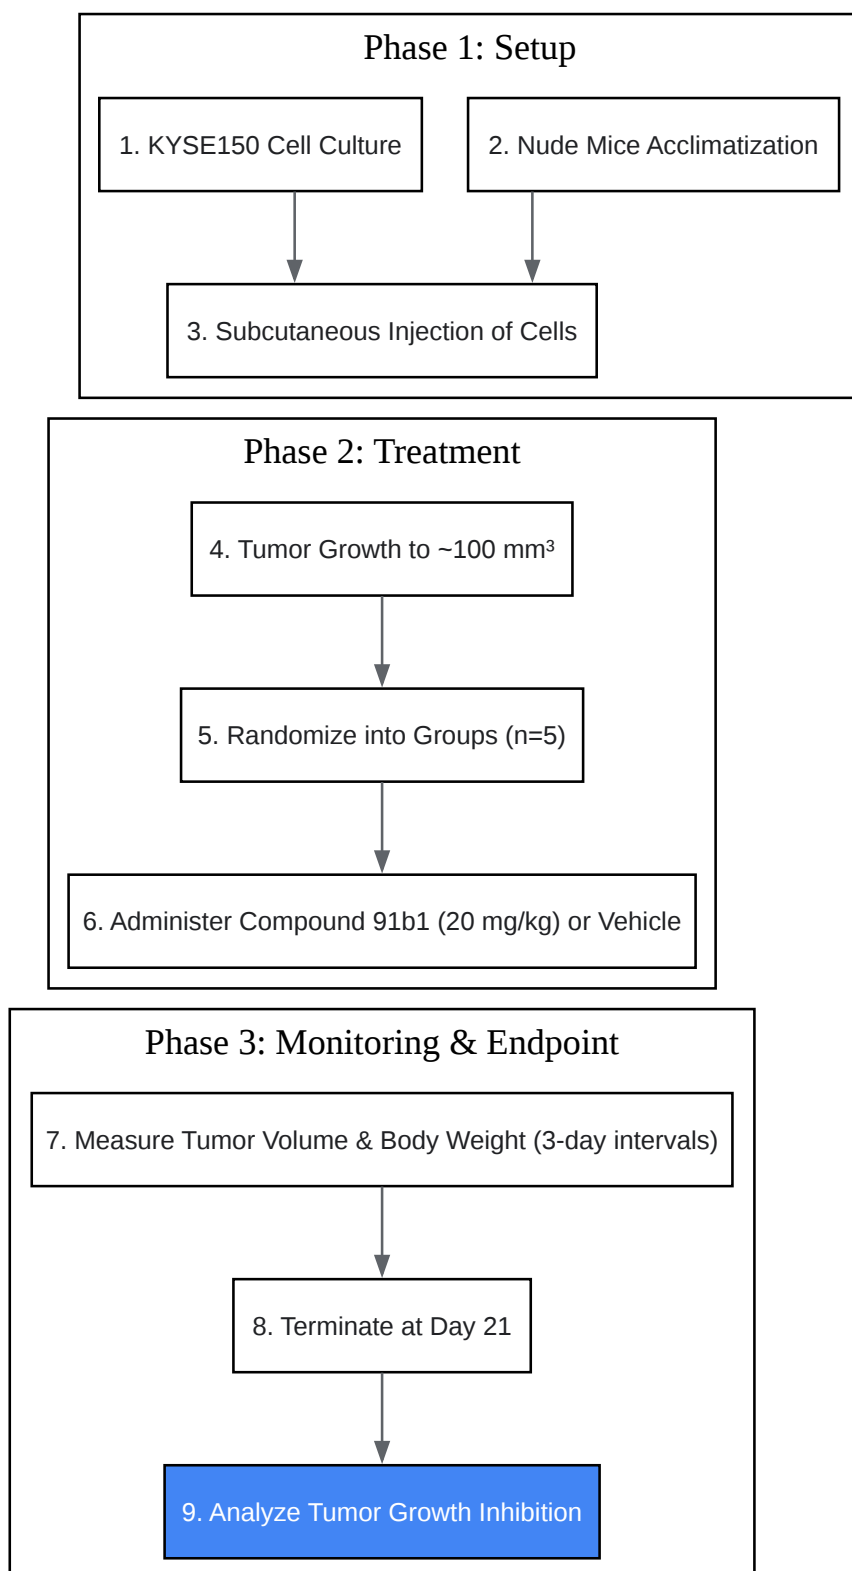 Phase 1: Setup
1. KYSE150 Cell Culture
2. Nude Mice Acclimatization
3. Subcutaneous Injection of Cells
Phase 2: Treatment
4. Tumor Growth to ~100 mm³
5. Randomize into Groups (n=5)
6. Administer Compound 91b1 (20 mg/kg) or Vehicle
Phase 3: Monitoring & Endpoint
7. Measure Tumor Volume & Body Weight (3-day intervals)
8. Terminate at Day 21
9. Analyze Tumor Growth Inhibition